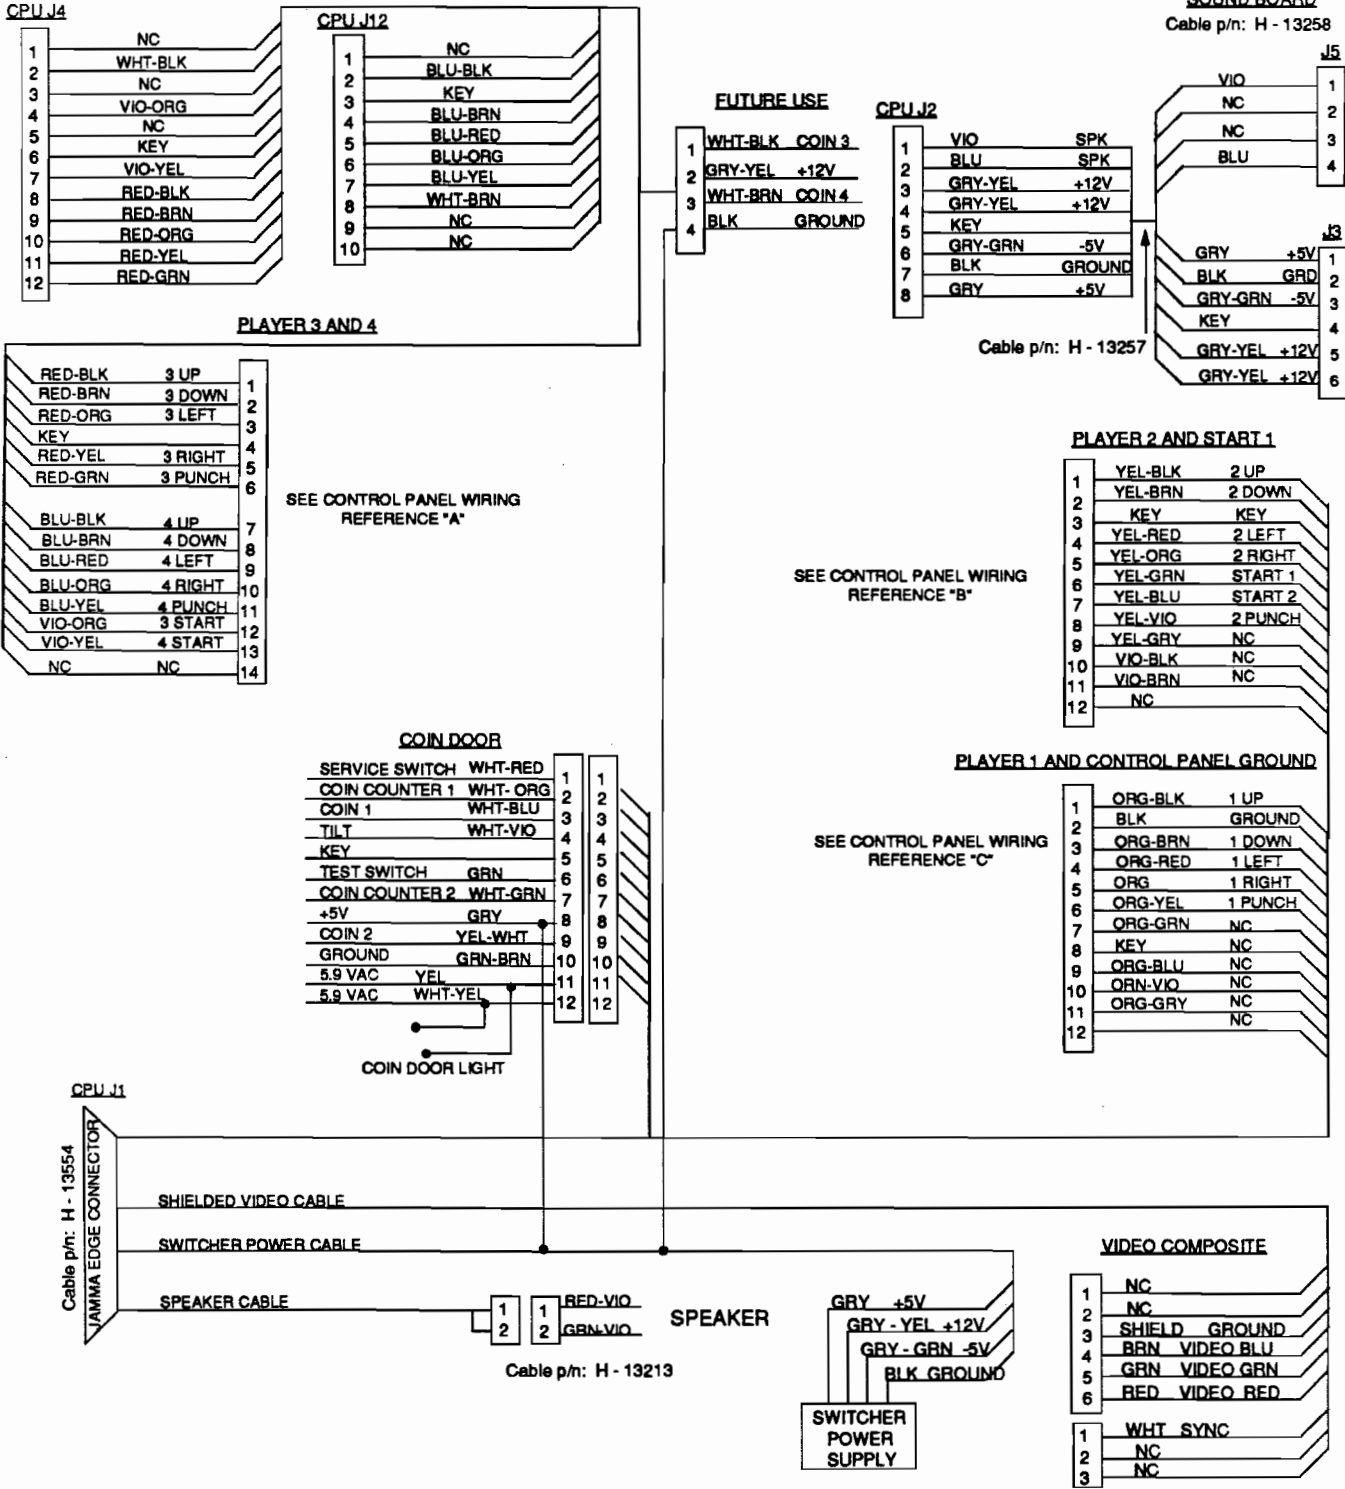 CPU J4
1 NC
2 WHT-BLK
3 NC
4 VIO-ORG
5 NC
6 KEY
7 VIO-YEL
8 RED-BLK
9 RED-BRN
10 RED-ORG
11 RED-YEL
12 RED-GRN
CPU J12
1 NC
2 BLU-BLK
3 KEY
4 BLU-BRN
5 BLU-RED
6 BLU-ORG
7 BLU-YEL
8 WHT-BRN
9 NC
10 NC
FUTURE USE
1 WHT-BLK COIN 3
2 GRY-YEL +12V
3 WHT-BRN COIN 4
4 BLK GROUND
CPU J2
1 VIO SPK
2 BLU SPK
3 GRY-YEL +12V
4 GRY-YEL +12V
5 KEY
6 GRY-GRN -5V
7 BLK GROUND
8 GRY +5V
Cable p/n: H - 13257
SOUND BOARD
Cable p/n: H - 13258
J5
VIO 1
NC 2
NC 3
BLU 4
J3
GRY +5V 1
BLK GRD 2
GRY-GRN -5V 3
KEY 4
GRY-YEL +12V 5
GRY-YEL +12V 6
PLAYER 3 AND 4
RED-BLK 3 UP 1
RED-BRN 3 DOWN 2
RED-ORG 3 LEFT 3
KEY 4
RED-YEL 3 RIGHT 5
RED-GRN 3 PUNCH 6
BLU-BLK 4 UP 7
BLU-BRN 4 DOWN 8
BLU-RED 4 LEFT 9
BLU-ORG 4 RIGHT 10
BLU-YEL 4 PUNCH 11
VIO-ORG 3 START 12
VIO-YEL 4 START 13
NC NC 14
SEE CONTROL PANEL WIRING
REFERENCE "A"
PLAYER 2 AND START 1
1 YEL-BLK 2 UP
2 YEL-BRN 2 DOWN
3 KEY KEY
4 YEL-RED 2 LEFT
5 YEL-ORG 2 RIGHT
6 YEL-GRN START 1
7 YEL-BLU START 2
8 YEL-VIO 2 PUNCH
9 YEL-GRY NC
10 VIO-BLK NC
11 VIO-BRN NC
12 NC
SEE CONTROL PANEL WIRING
REFERENCE "B"
COIN DOOR
SERVICE SWITCH WHT-RED 1 1
COIN COUNTER 1 WHT- ORG 2 2
COIN 1 WHT-BLU 3 3
TILT WHT-VIO 4 4
KEY 5 5
TEST SWITCH GRN 6 6
COIN COUNTER 2 WHT-GRN 7 7
+5V GRY 8 8
COIN 2 YEL-WHT 9 9
GROUND GRN-BRN 10 10
5.9 VAC YEL 11 11
5.9 VAC WHT-YEL 12 12
COIN DOOR LIGHT
PLAYER 1 AND CONTROL PANEL GROUND
1 ORG-BLK 1 UP
2 BLK GROUND
3 ORG-BRN 1 DOWN
4 ORG-RED 1 LEFT
5 ORG 1 RIGHT
6 ORG-YEL 1 PUNCH
7 ORG-GRN NC
8 KEY NC
9 ORG-BLU NC
10 ORN-VIO NC
11 ORG-GRY NC
12 NC
SEE CONTROL PANEL WIRING
REFERENCE "C"
CPU J1
Cable p/n: H - 13554
JAMMA EDGE CONNECTOR
SHIELDED VIDEO CABLE
SWITCHER POWER CABLE
SPEAKER CABLE
1 1 RED-VIO
2 2 GRN-VIO
SPEAKER
Cable p/n: H - 13213
GRY +5V
GRY - YEL +12V
GRY - GRN -5V
BLK GROUND
SWITCHER
POWER
SUPPLY
VIDEO COMPOSITE
1 NC
2 NC
3 SHIELD GROUND
4 BRN VIDEO BLU
5 GRN VIDEO GRN
6 RED VIDEO RED
1 WHT SYNC
2 NC
3 NC